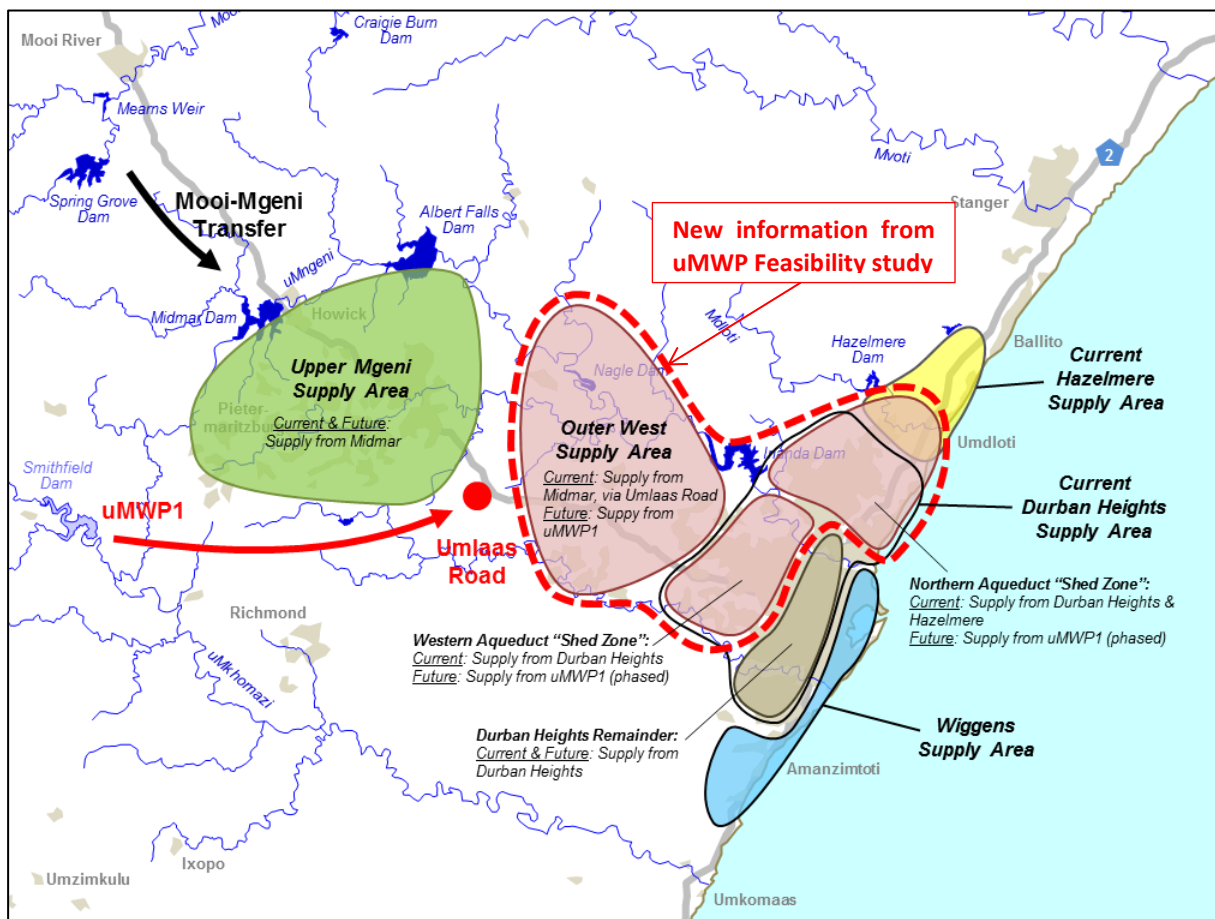 Craigie Burn
Dam
Mooi River
Mearns Weir
Spring Grove
Dam
Mooi-Mgeni
Transfer
Albert Falls
Dam
uMngeni
Midmar Dam
Howick
Upper Mgeni
Supply Area
Current & Future:
Supply from Midmar
Pieter-
maritzburg
Smithfield
Dam
uMWP1
Umlaas
Road
Richmond
uMkhomazi
Ixopo
Umzimkulu
New information from
uMWP Feasibility study
Mvoti
2
Stanger
Mdloti
Hazelmere
Dam
Ballito
Current
Hazelmere
Supply Area
Nagle Dam
Outer West
Supply Area
Current: Supply from
Midmar, via Umlaas Road
Future: Suppy from
uMWP1
Inanda Dam
Umdloti
Current
Durban Heights
Supply Area
Northern Aqueduct “Shed Zone”:
Current: Supply from Durban Heights &
Hazelmere
Future: Supply from uMWP1 (phased)
Western Aqueduct “Shed Zone”:
Current: Supply from Durban Heights
Future: Supply from uMWP1 (phased)
Durban Heights Remainder:
Current & Future: Supply from
Durban Heights
Wiggens
Supply Area
Amanzimtoti
Umkomaas